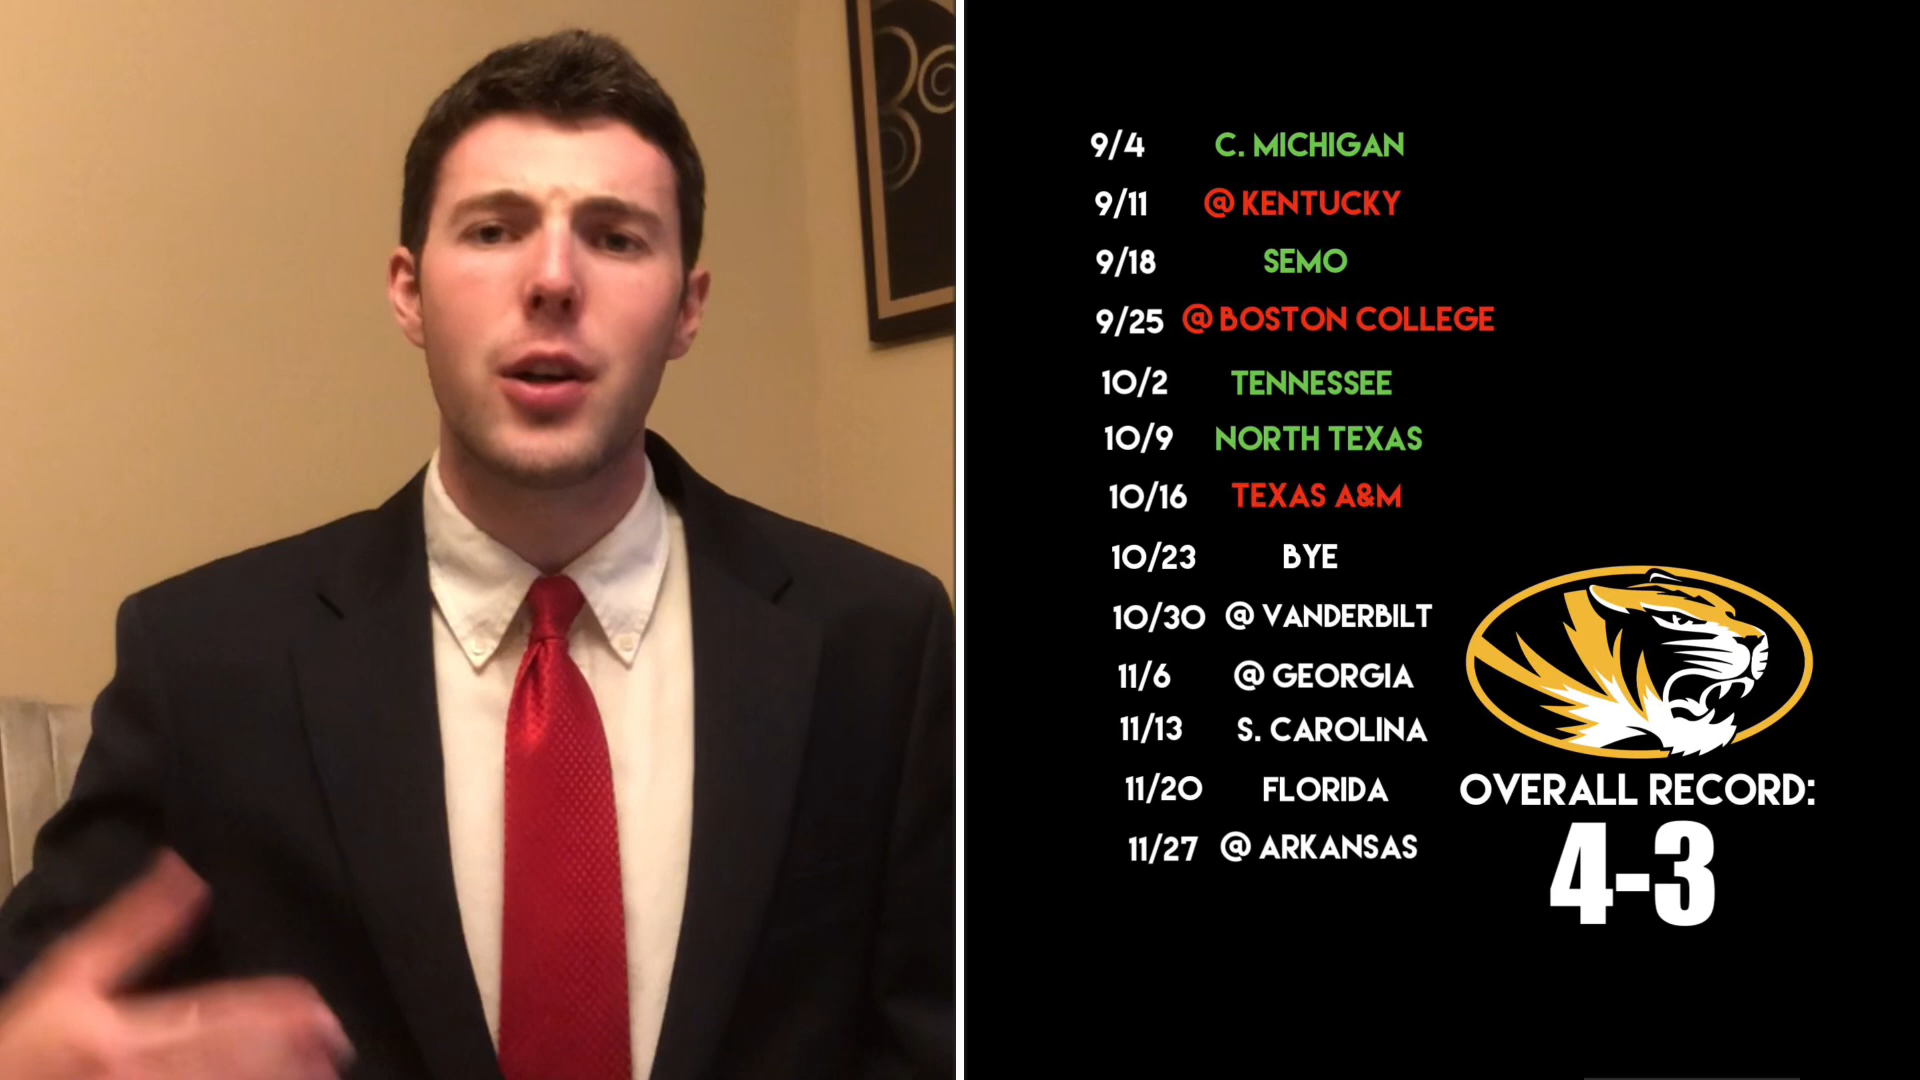 9/4 C. MICHIGAN
9/11 @ KENTUCKY
9/18 SEMO
9/25 @ BOSTON COLLEGE
10/2 TENNESSEE
10/9 NORTH TEXAS
10/16 TEXAS A&M
10/23 BYE
10/30 @ VANDERBILT
11/6 @ GEORGIA
11/13 S. CAROLINA
11/20 FLORIDA
11/27 @ ARKANSAS
OVERALL RECORD:
4-3